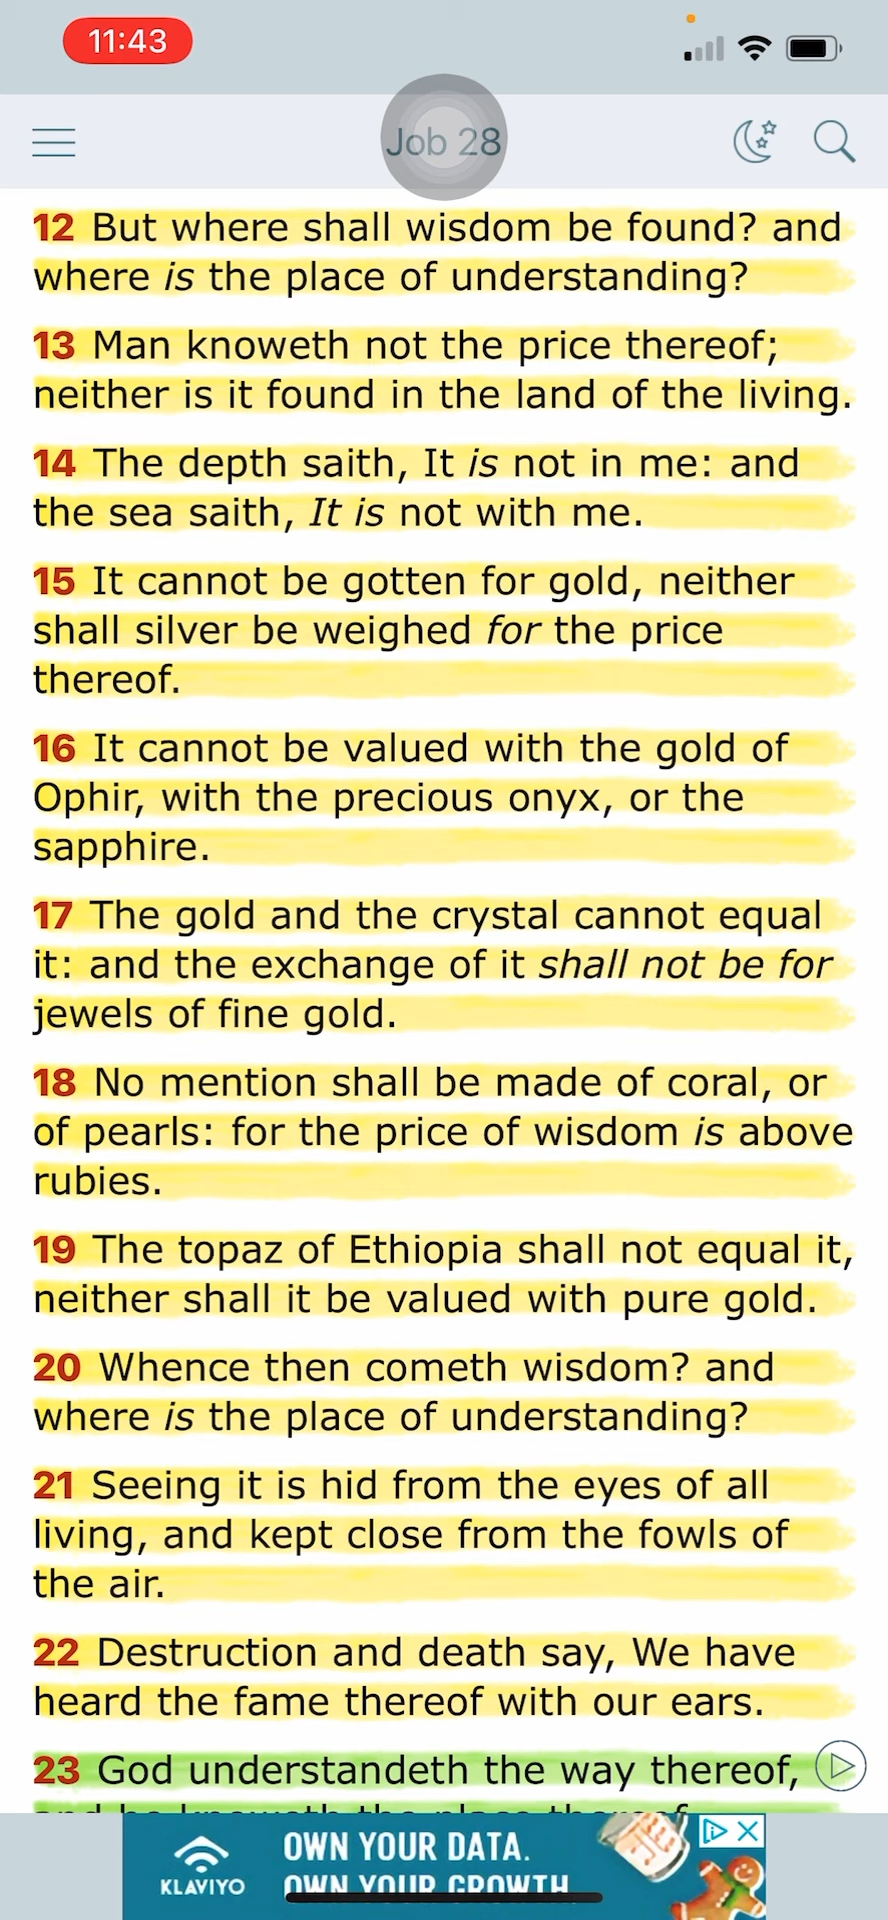 11:43
Job 28
12 But where shall wisdom be found? and
where is the place of understanding?
13 Man knoweth not the price thereof;
neither is it found in the land of the living.
14 The depth saith, It is not in me: and
the sea saith, It is not with me.
15 It cannot be gotten for gold, neither
shall silver be weighed for the price
thereof.
16 It cannot be valued with the gold of
Ophir, with the precious onyx, or the
sapphire.
17 The gold and the crystal cannot equal
it: and the exchange of it shall not be for
jewels of fine gold.
18 No mention shall be made of coral, or
of pearls: for the price of wisdom is above
rubies.
19 The topaz of Ethiopia shall not equal it,
neither shall it be valued with pure gold.
20 Whence then cometh wisdom? and
where is the place of understanding?
21 Seeing it is hid from the eyes of all
living, and kept close from the fowls of
the air.
22 Destruction and death say, We have
heard the fame thereof with our ears.
23 God understandeth the way thereof,
and he knoweth the place thereof
KLAVIYO
OWN YOUR DATA.
OWN YOUR GROWTH